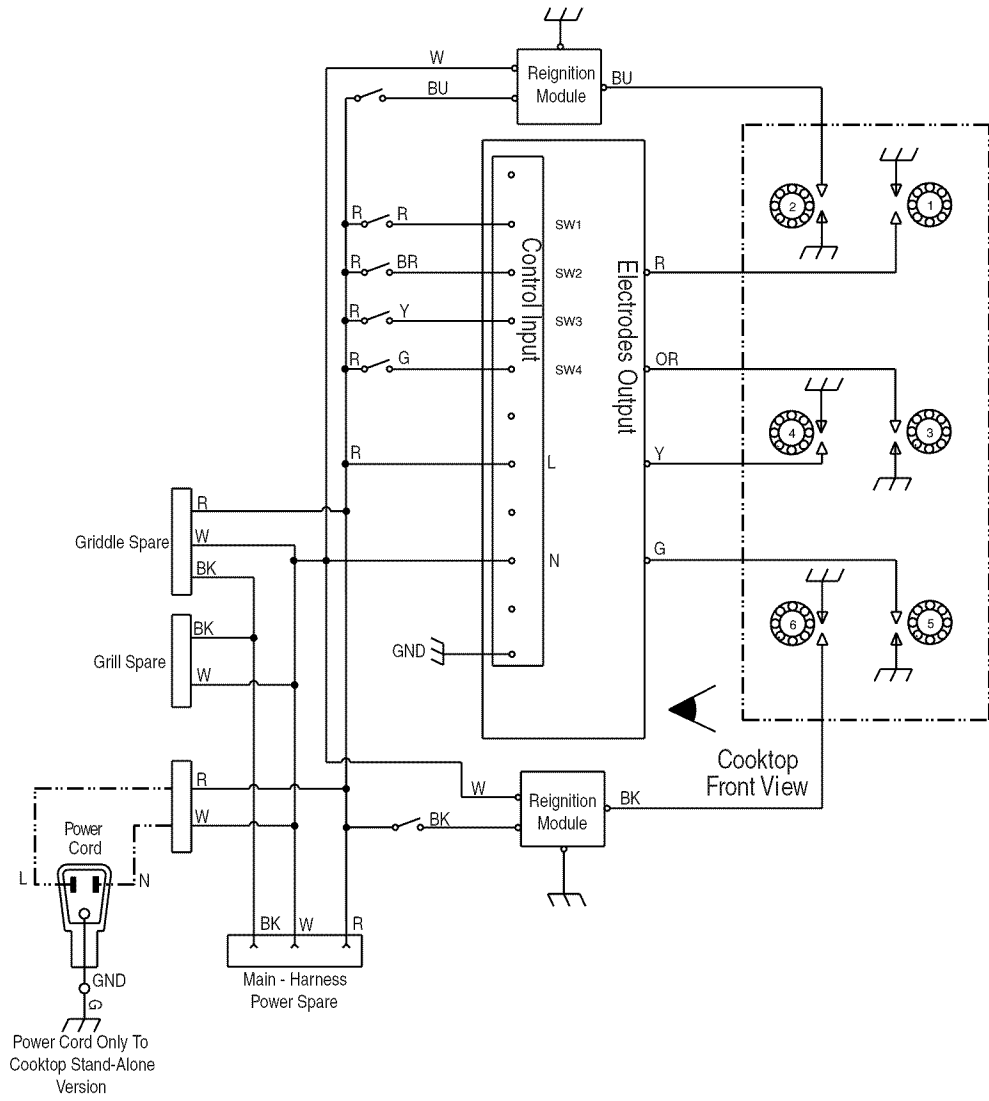 W
Reignition
Module
BU
BU
1
2
R R
SW1
R BR
SW2
R
R Y
SW3
R G
SW4
Control Input
Electrodes Output
OR
4
3
R
L
Y
R
Griddle Spare
W
BK
N
G
6
5
BK
Grill Spare
W
GND
Cooktop
Front View
R
W
Reignition
Module
BK
W
BK
Power
Cord
L
N
BK
W
R
Main - Harness
Power Spare
GND
G
Power Cord Only To
Cooktop Stand-Alone
Version